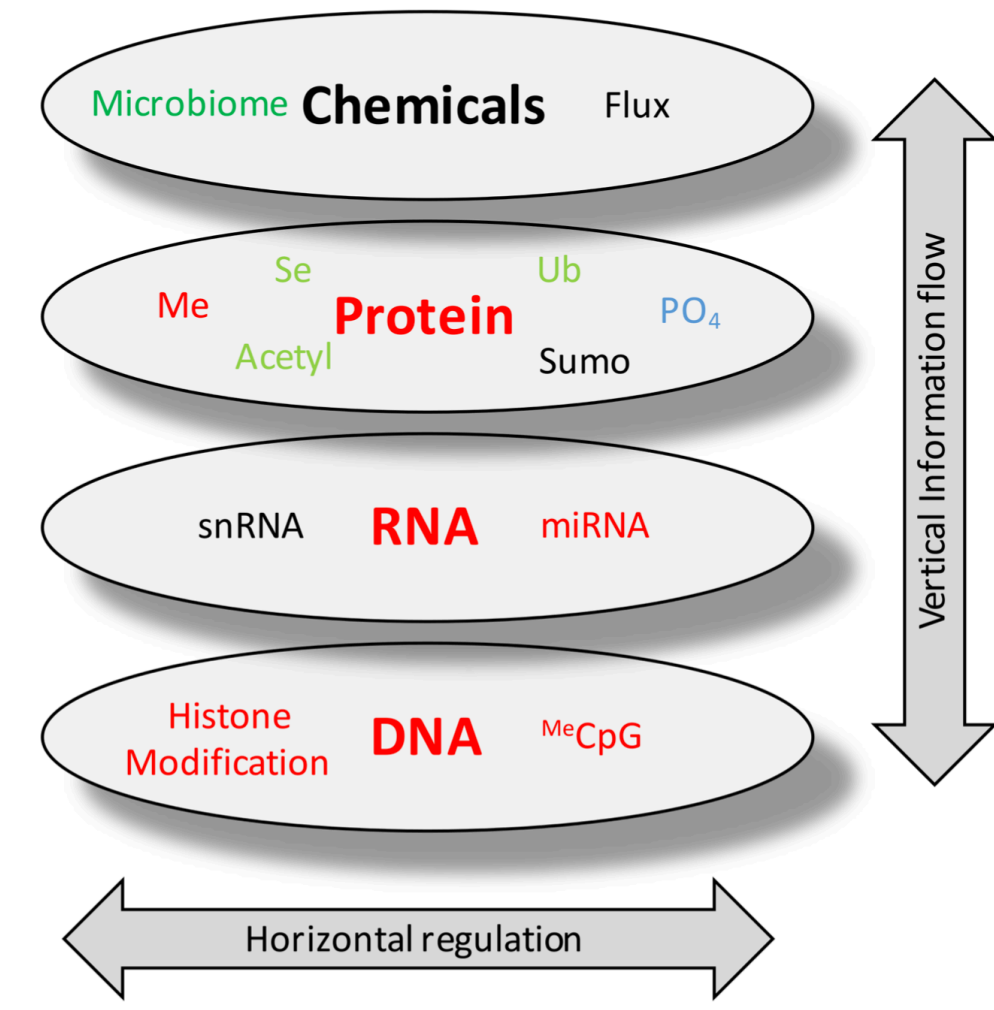 Microbiome Chemicals Flux
Se Ub
Me Protein PO₄
Acetyl Sumo
snRNA RNA miRNA
Histone
Modification DNA ᴹᵉCpG
Vertical Information flow
Horizontal regulation